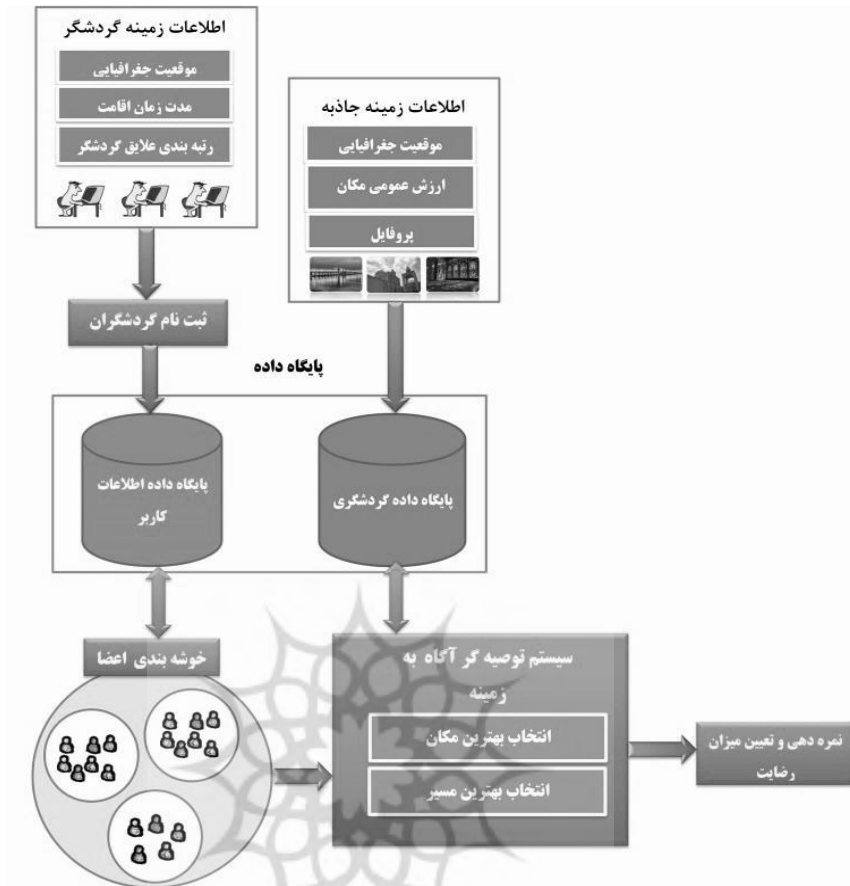 اطلاعات زمینه گردشگر
موقعیت جغرافیایی
مدت زمان اقامت
رتبه بندی علایق گردشگر
اطلاعات زمینه جاذبه
موقعیت جغرافیایی
ارزش عمومی مکان
پروفایل
ثبت نام گردشگران
پایگاه داده
پایگاه داده اطلاعات
کاربر
پایگاه داده گردشگری
خوشه بندی اعضا
سیستم توصیه گر آگاه به
زمینه
انتخاب بهترین مکان
انتخاب بهترین مسیر
نمره دهی و تعیین میزان
رضایت